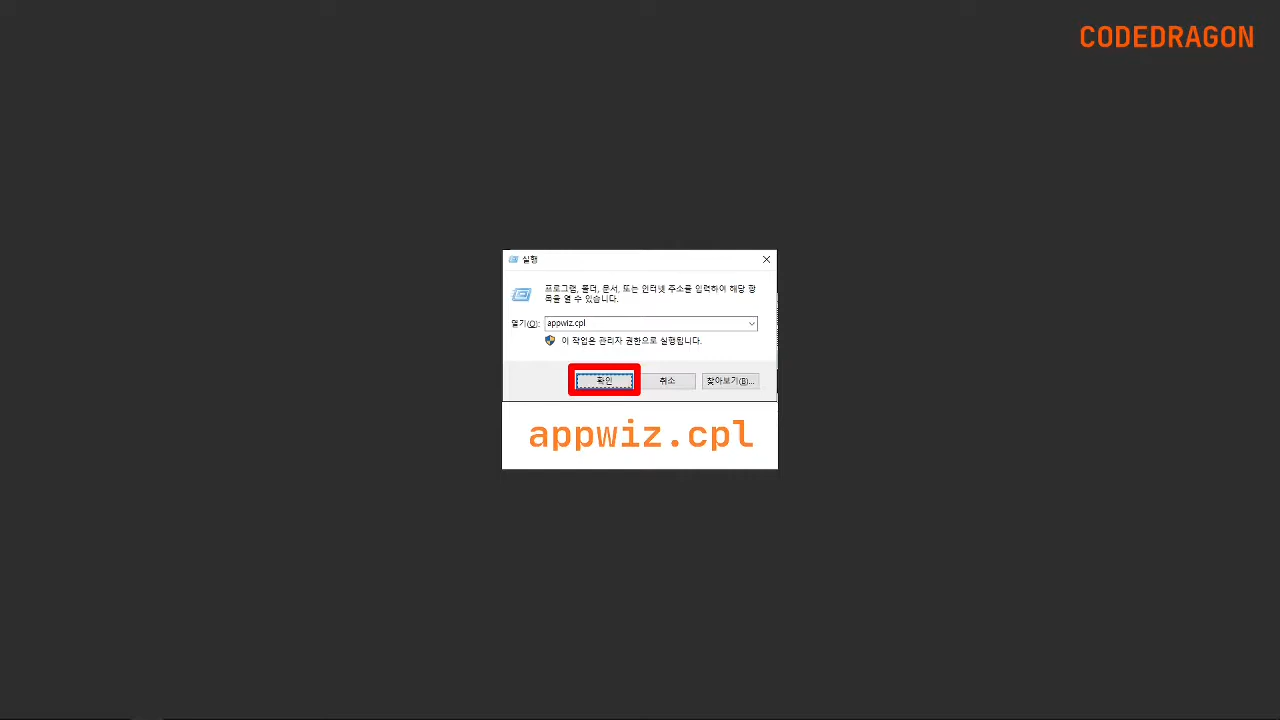 CODEDRAGON
실행
프로그램, 폴더, 문서, 또는 인터넷 주소를 입력하여 해당 항
목을 열 수 있습니다.
열기(O): appwiz.cpl
이 작업은 관리자 권한으로 실행됩니다.
확인 취소 찾아보기(B)...
appwiz.cpl